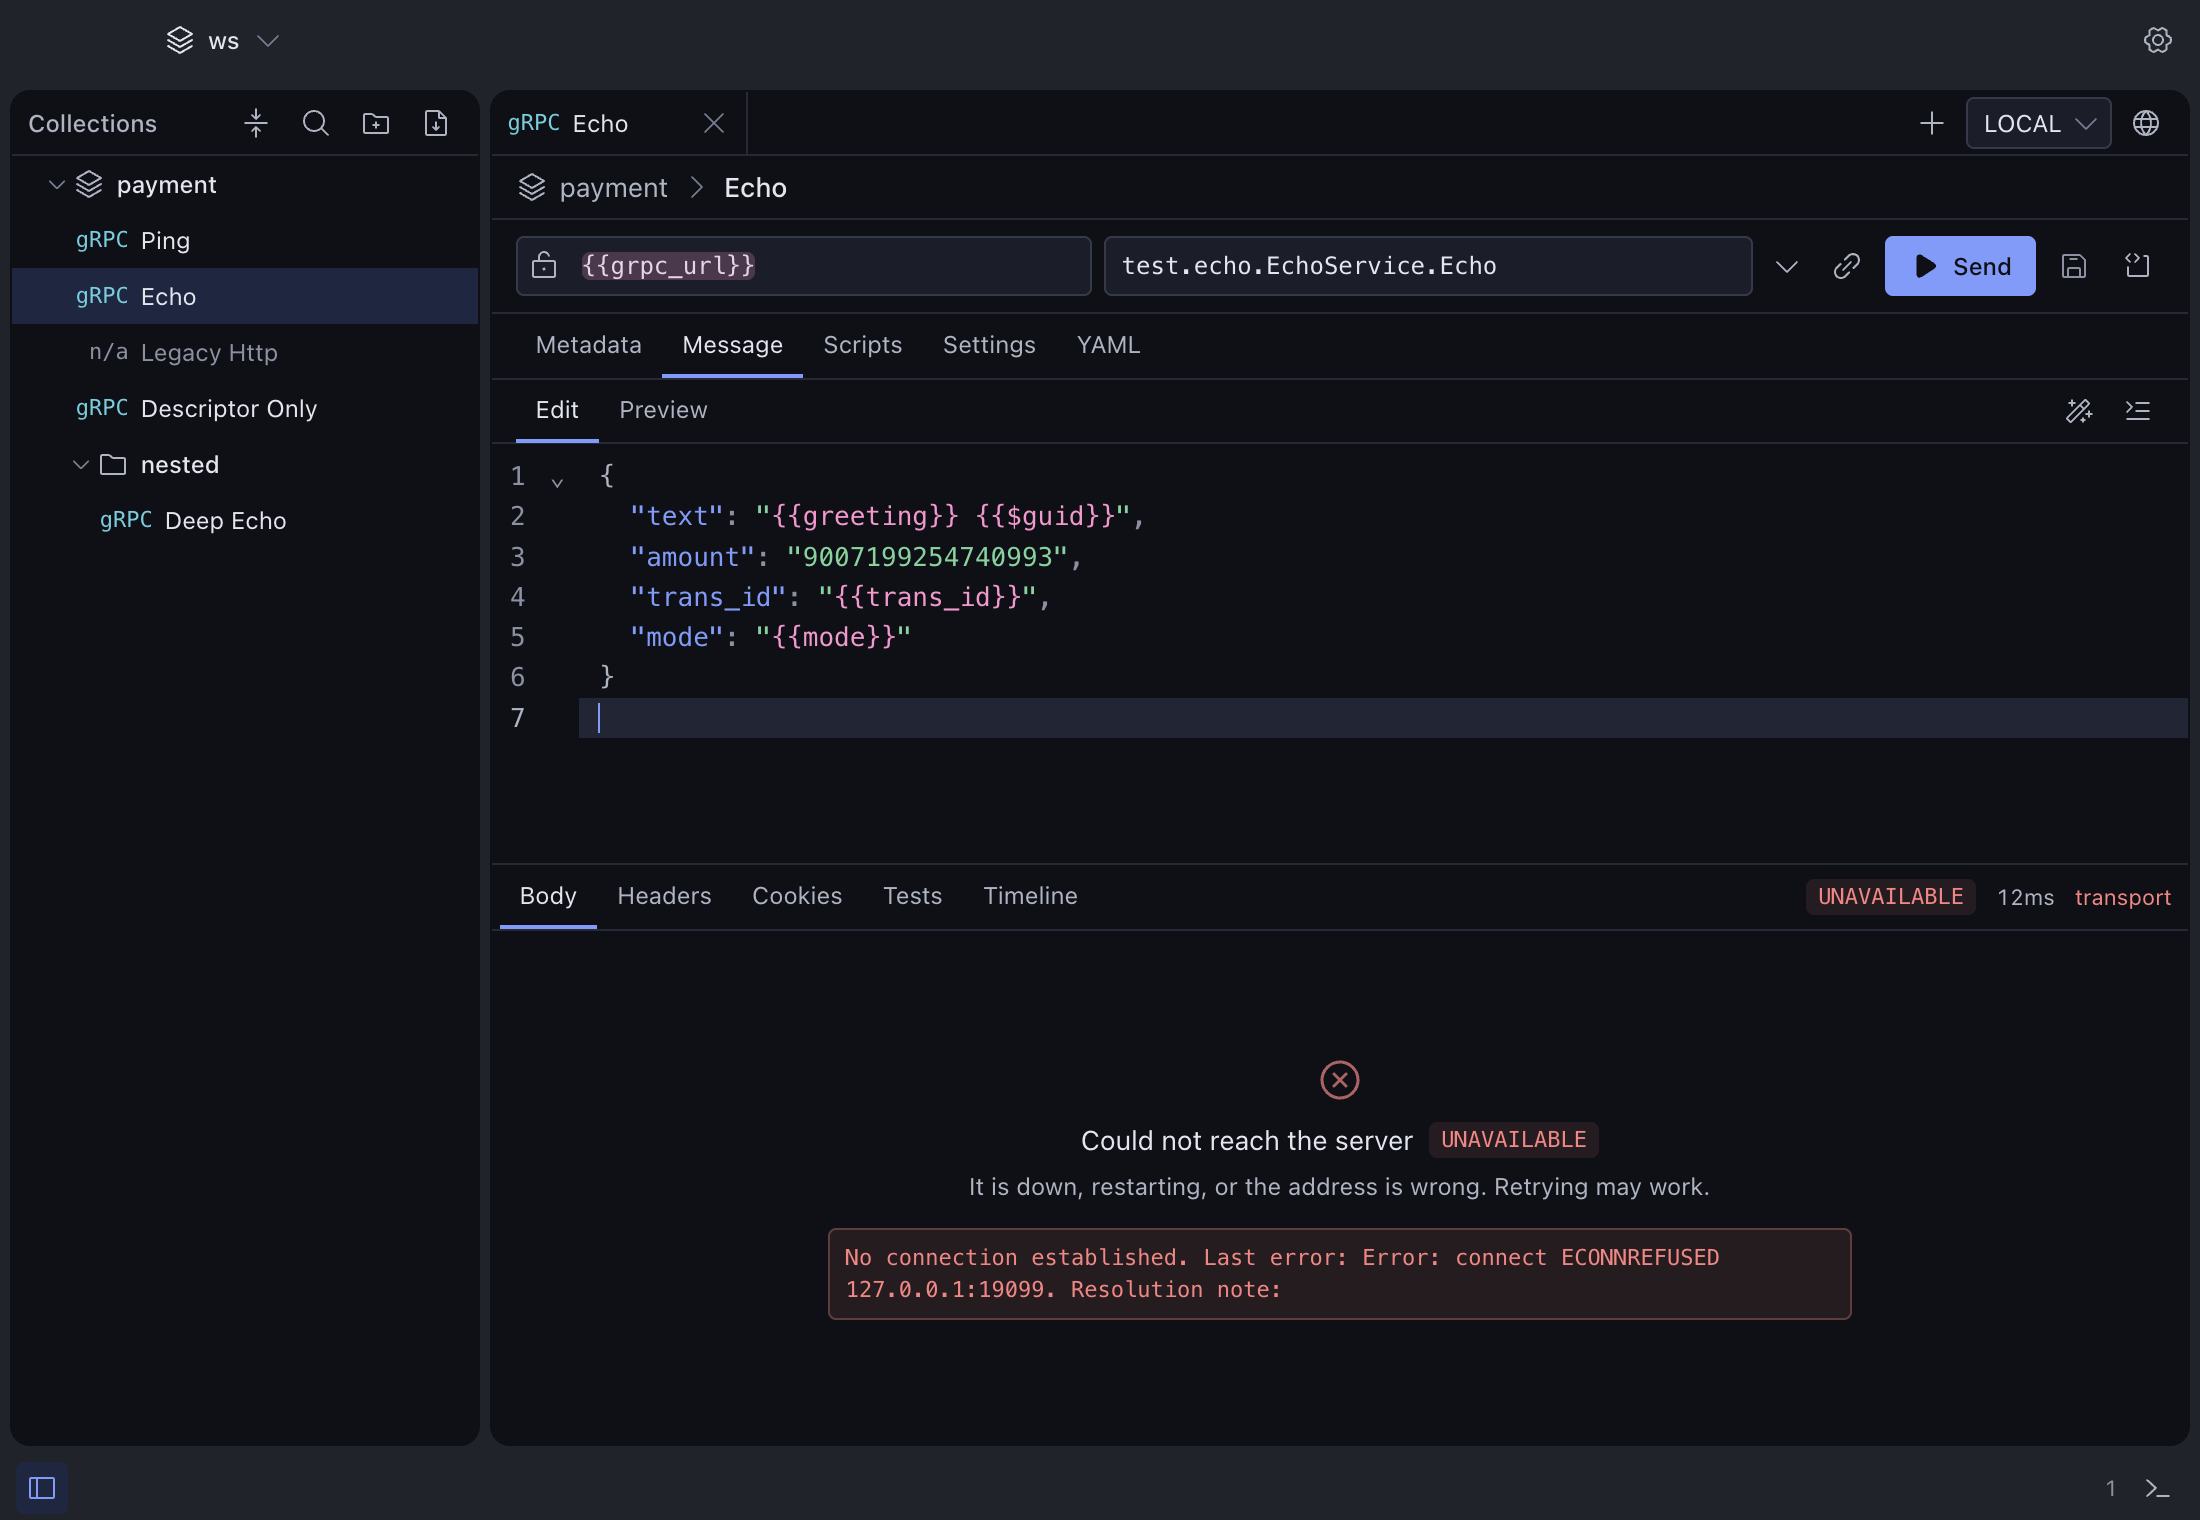 ws
Collections
payment
gRPC Ping
gRPC Echo
n/a Legacy Http
gRPC Descriptor Only
nested
gRPC Deep Echo
gRPC Echo
LOCAL
payment > Echo
{{grpc_url}}
test.echo.EchoService.Echo
Send
Metadata Message Scripts Settings YAML
Edit Preview
1 {
2 "text": "{{greeting}} {{$guid}}",
3 "amount": "9007199254740993",
4 "trans_id": "{{trans_id}}",
5 "mode": "{{mode}}"
6 }
7
Body Headers Cookies Tests Timeline
UNAVAILABLE 12ms transport
Could not reach the server UNAVAILABLE
It is down, restarting, or the address is wrong. Retrying may work.
No connection established. Last error: Error: connect ECONNREFUSED
127.0.0.1:19099. Resolution note:
1